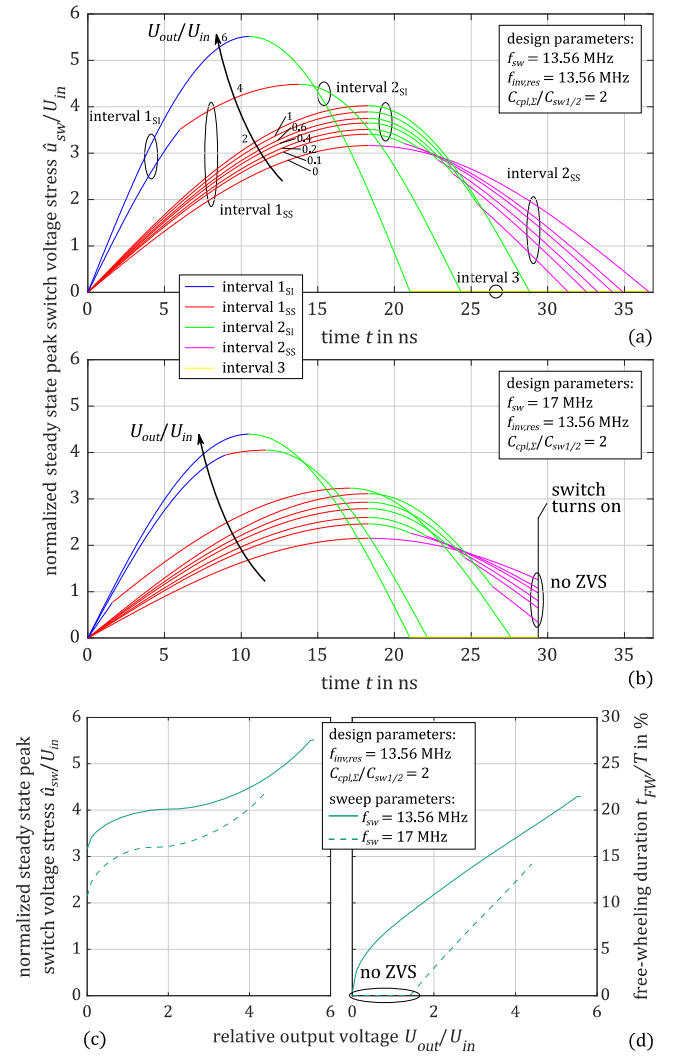 normalized steady state peak switch voltage stress û_sw/U_in
6
5
4
3
2
1
0
U_out/U_in
6
4
2
1
0.6
0.4
0.2
0.1
0
interval 1_SI
interval 1_SS
interval 2_SI
interval 2_SS
interval 3
design parameters:
f_sw = 13.56 MHz
f_inv,res = 13.56 MHz
C_cpl,Σ/C_sw1/2 = 2
0 5 10 15 20 25 30 35
time t in ns
(a)
interval 1_SI
interval 1_SS
interval 2_SI
interval 2_SS
interval 3
6
5
4
3
2
1
0
U_out/U_in
design parameters:
f_sw = 17 MHz
f_inv,res = 13.56 MHz
C_cpl,Σ/C_sw1/2 = 2
switch
turns on
no ZVS
0 5 10 15 20 25 30 35
time t in ns
(b)
normalized steady state peak
switch voltage stress û_sw/U_in
6
5
4
3
2
1
0
0 2 4 6
(c)
design parameters:
f_inv,res = 13.56 MHz
C_cpl,Σ/C_sw1/2 = 2
sweep parameters:
f_sw = 13.56 MHz
f_sw = 17 MHz
no ZVS
30
25
20
15
10
5
0
0 2 4 6
free-wheeling duration t_FW/T in %
relative output voltage U_out/U_in
(d)